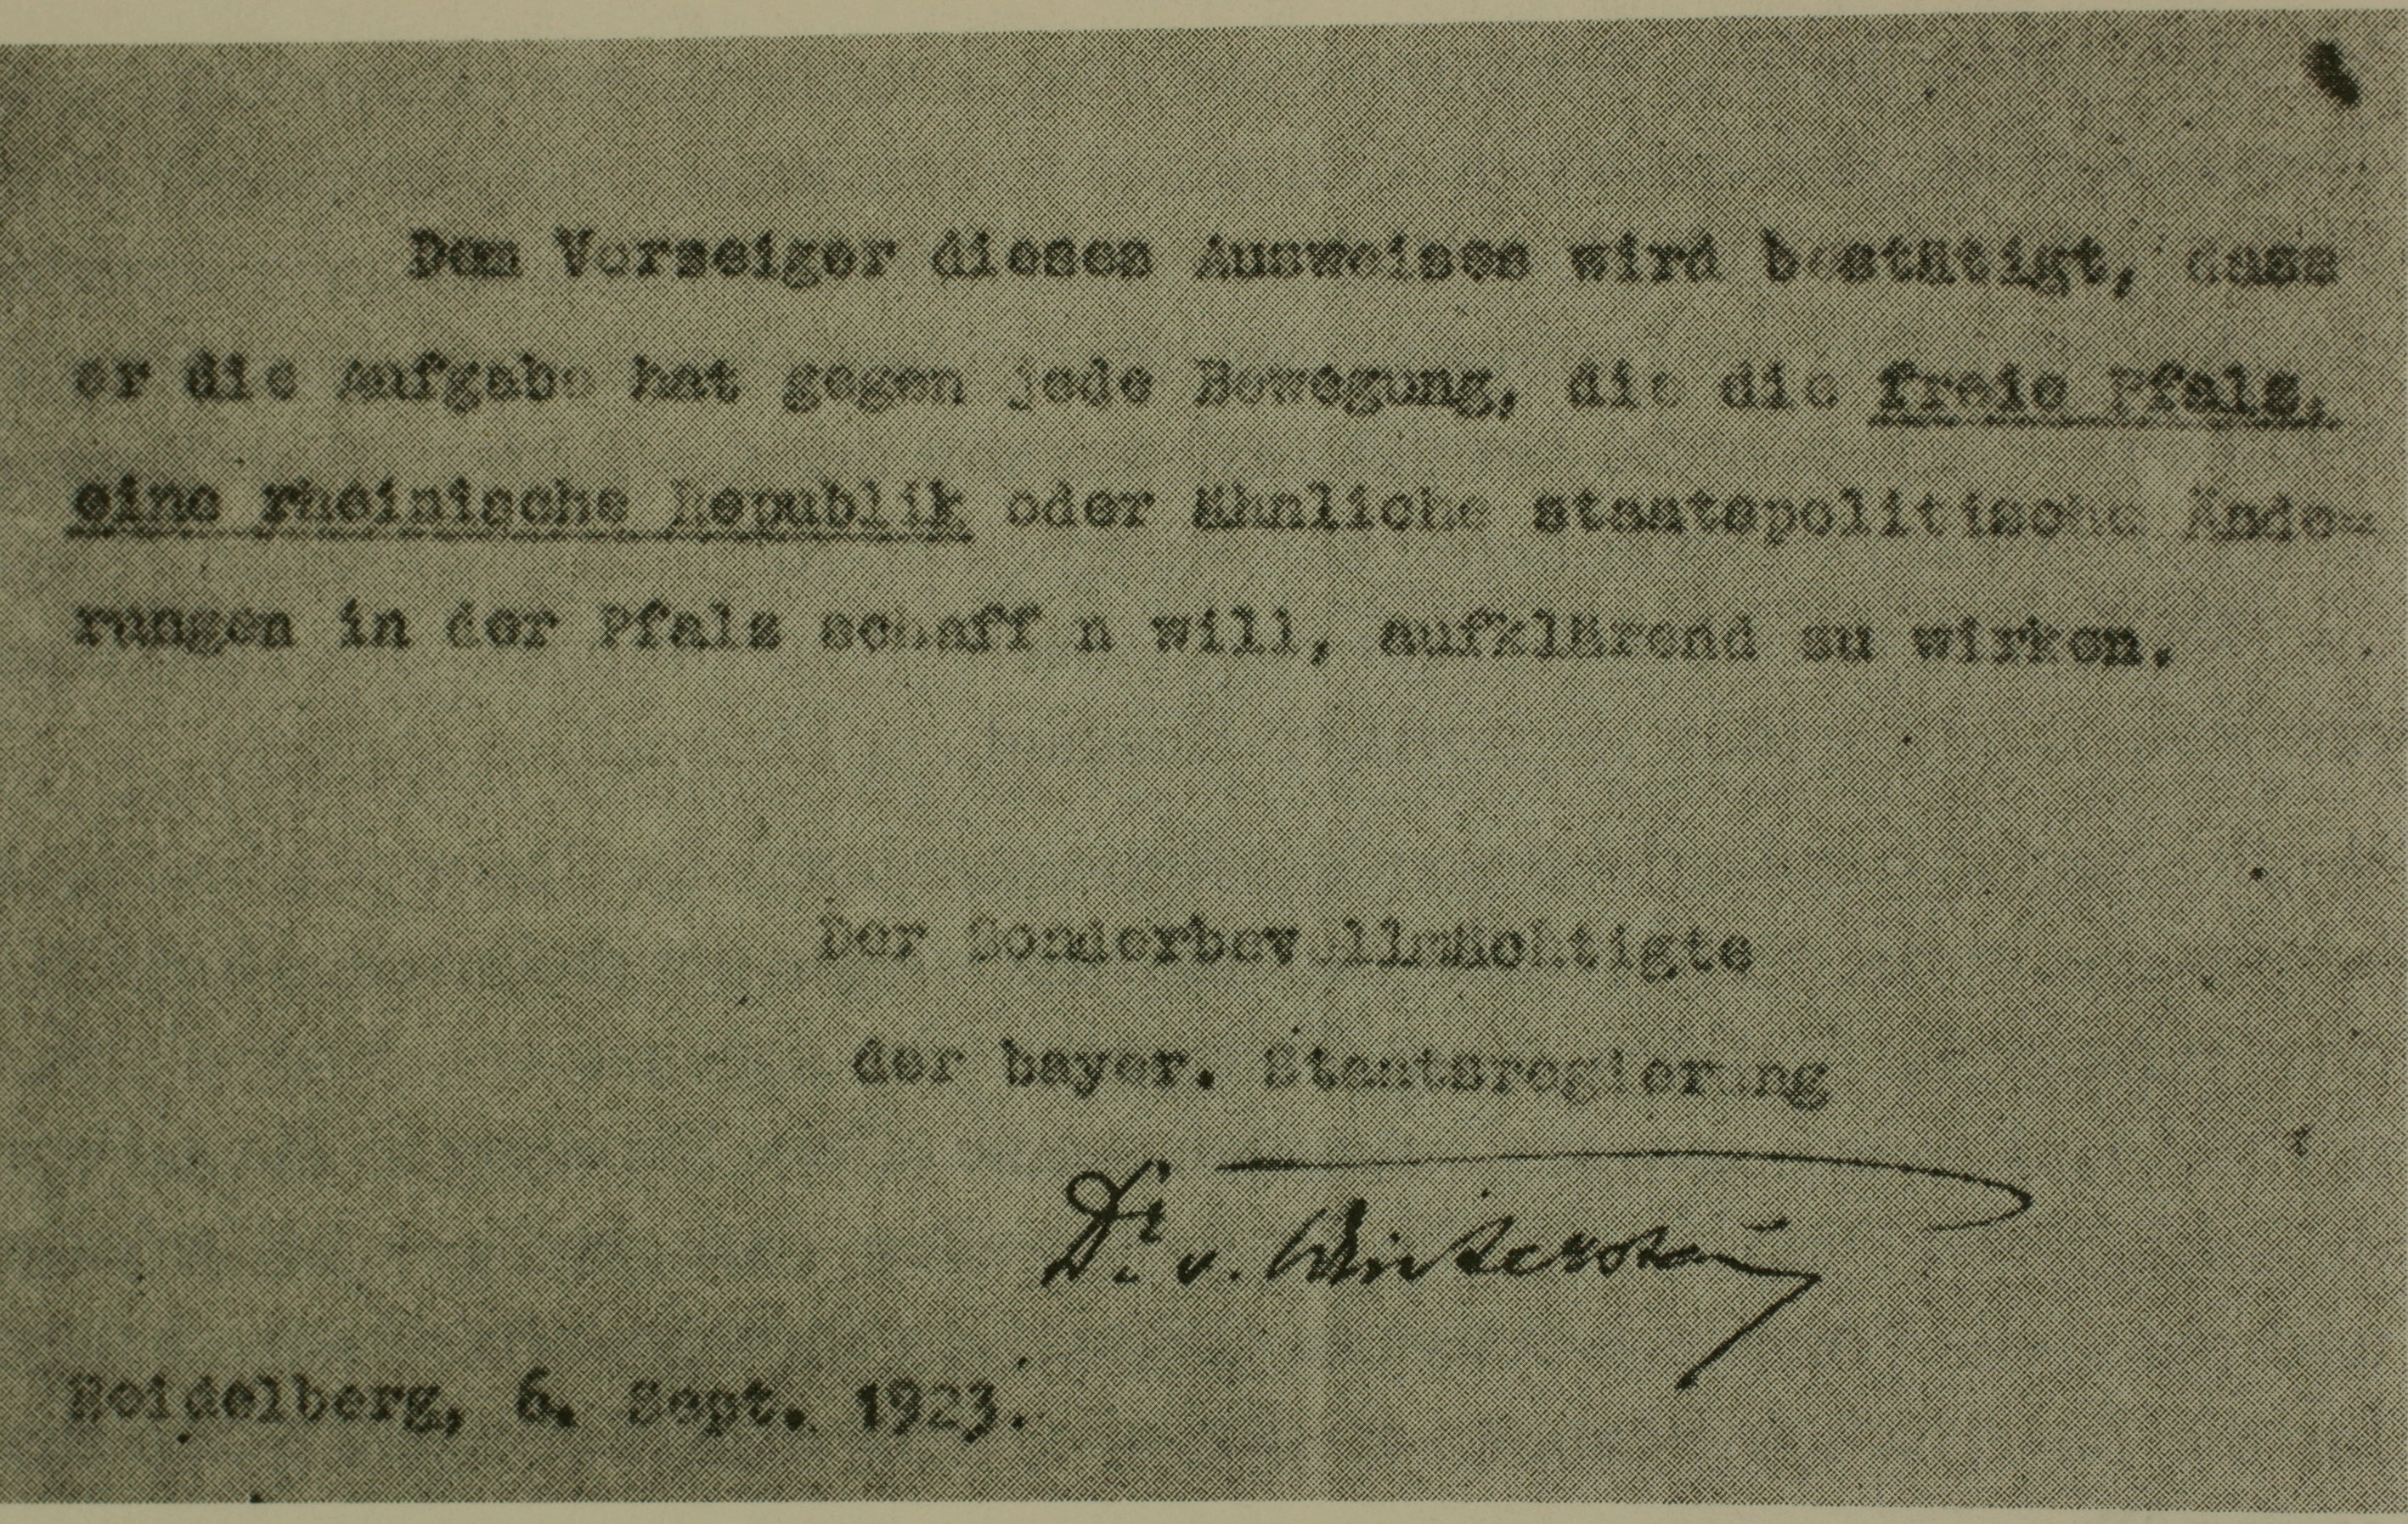 Dem Vorzeiger dieses Ausweises wird bestätigt, dass
er die Aufgabe hat gegen jede Bewegung, die die freie Pfalz,
eine rheinische Republik oder ähnliche staatspolitische Ände-
rungen in der Pfalz schaffen will, aufklärend zu wirken.
Der Sonderbevollmächtigte
der bayer. Staatsregierung
Dr. v. Winterstein
Heidelberg, 6. Sept. 1923.